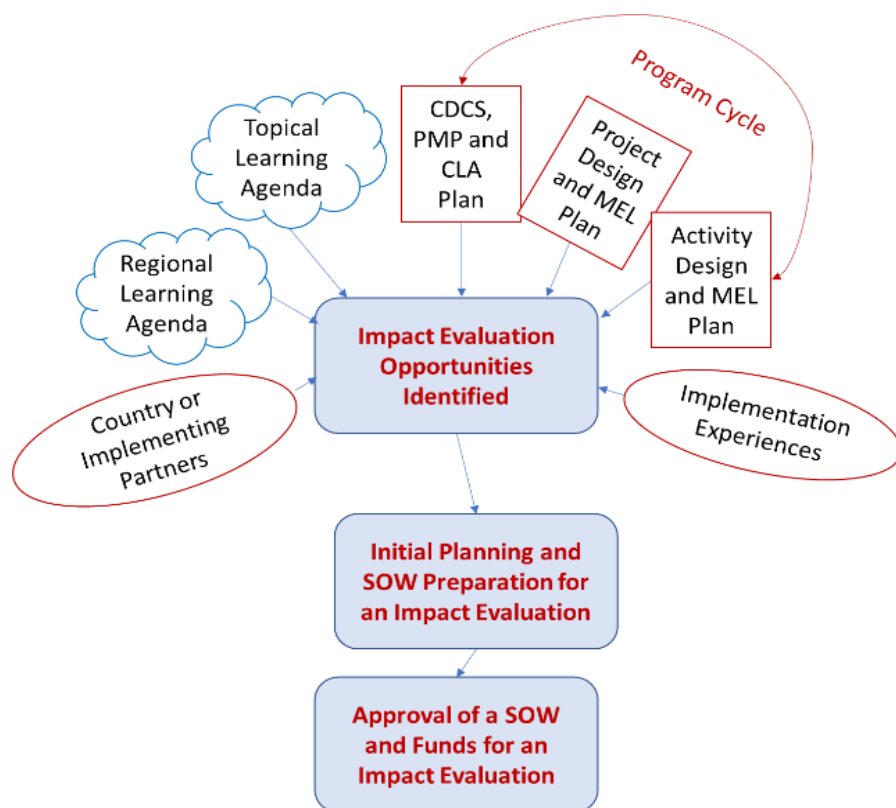 Program Cycle
CDCS,
PMP and
CLA
Plan
Topical
Learning
Agenda
Project
Design
and MEL
Plan
Activity
Design
and MEL
Plan
Regional
Learning
Agenda
Impact Evaluation
Opportunities
Identified
Country or
Implementing
Partners
Implementation
Experiences
Initial Planning and
SOW Preparation for
an Impact Evaluation
Approval of a SOW
and Funds for an
Impact Evaluation